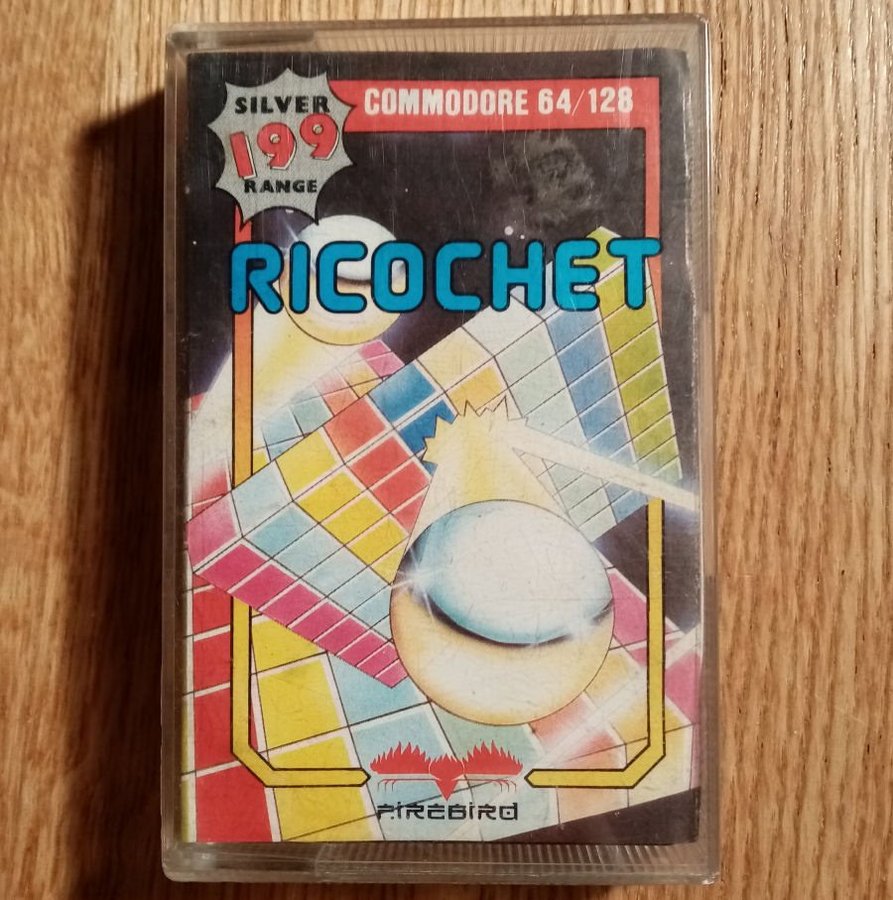 SILVER
199
RANGE
COMMODORE 64/128
RICOCHET
FIREBIRD